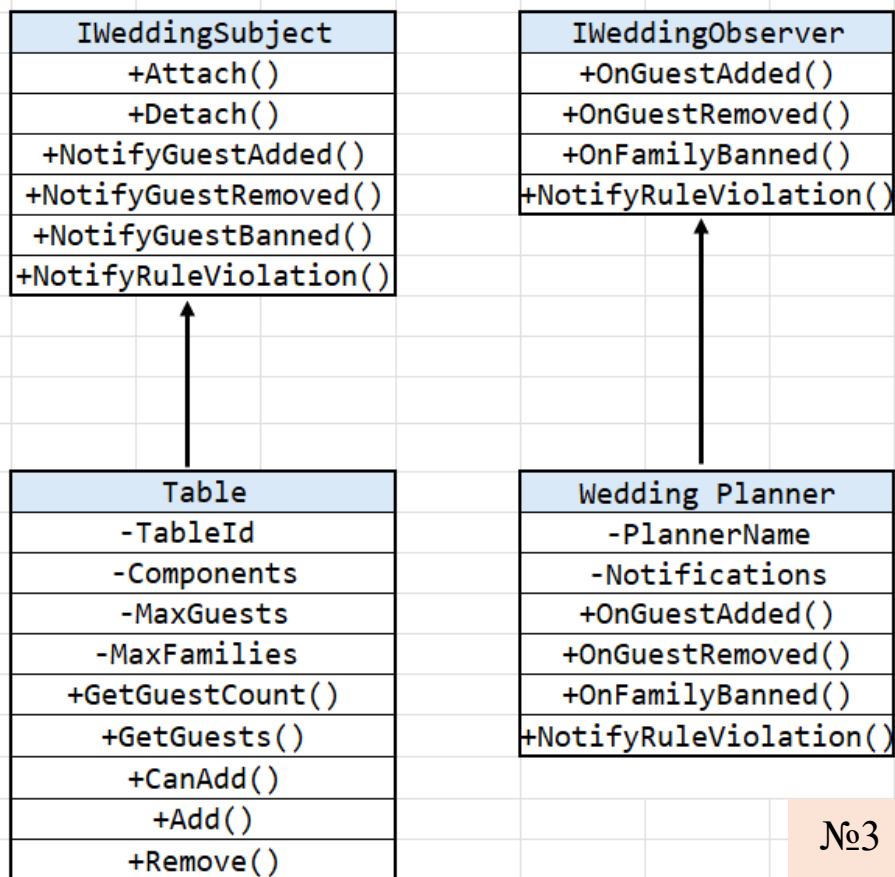 IWeddingSubject
+Attach()
+Detach()
+NotifyGuestAdded()
+NotifyGuestRemoved()
+NotifyGuestBanned()
+NotifyRuleViolation()
IWeddingObserver
+OnGuestAdded()
+OnGuestRemoved()
+OnFamilyBanned()
+NotifyRuleViolation()
Table
-TableId
-Components
-MaxGuests
-MaxFamilies
+GetGuestCount()
+GetGuests()
+CanAdd()
+Add()
+Remove()
Wedding Planner
-PlannerName
-Notifications
+OnGuestAdded()
+OnGuestRemoved()
+OnFamilyBanned()
+NotifyRuleViolation()
№3